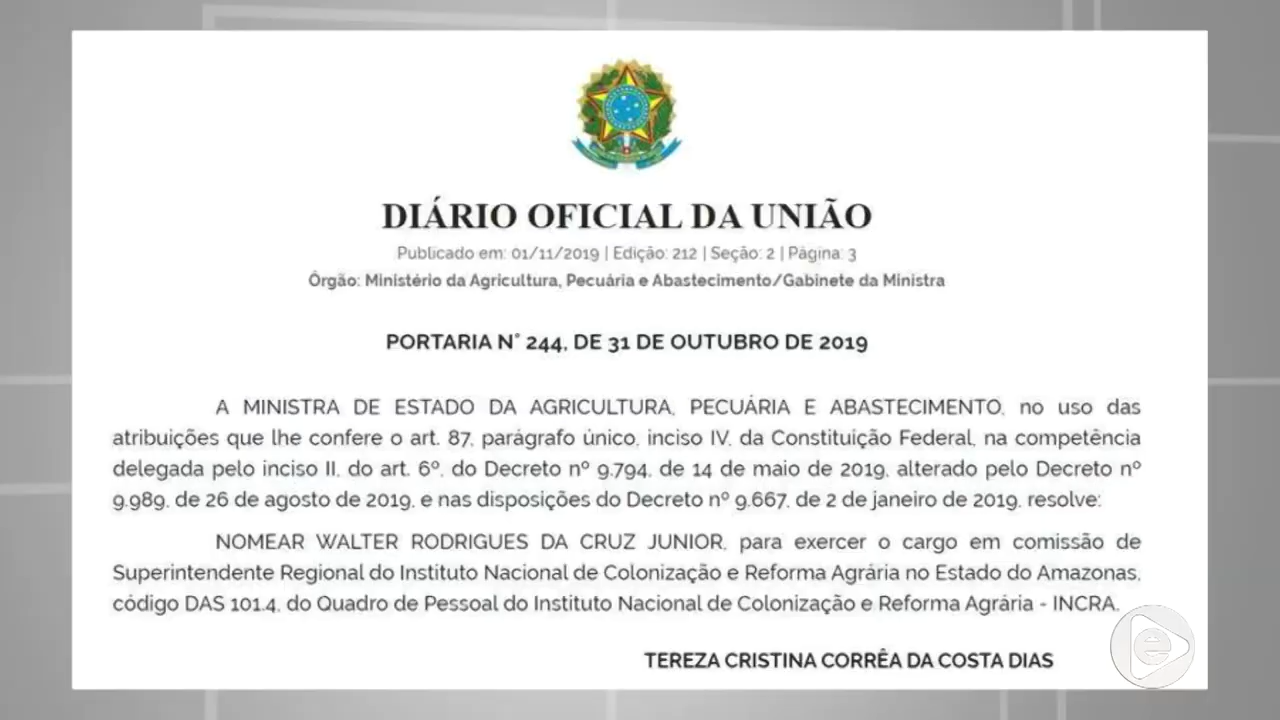 DIÁRIO OFICIAL DA UNIÃO
Publicado em: 01/11/2019 | Edição: 212 | Seção: 2 | Página: 3
Órgão: Ministério da Agricultura, Pecuária e Abastecimento/Gabinete da Ministra
PORTARIA N° 244, DE 31 DE OUTUBRO DE 2019
A MINISTRA DE ESTADO DA AGRICULTURA, PECUÁRIA E ABASTECIMENTO, no uso das
atribuições que lhe confere o art. 87, parágrafo único, inciso IV, da Constituição Federal, na competência
delegada pelo inciso II, do art. 6º, do Decreto nº 9.794, de 14 de maio de 2019, alterado pelo Decreto nº
9.989, de 26 de agosto de 2019, e nas disposições do Decreto nº 9.667, de 2 de janeiro de 2019, resolve:
NOMEAR WALTER RODRIGUES DA CRUZ JUNIOR, para exercer o cargo em comissão de
Superintendente Regional do Instituto Nacional de Colonização e Reforma Agrária no Estado do Amazonas,
código DAS 101.4, do Quadro de Pessoal do Instituto Nacional de Colonização e Reforma Agrária - INCRA.
TEREZA CRISTINA CORRÊA DA COSTA DIAS
e